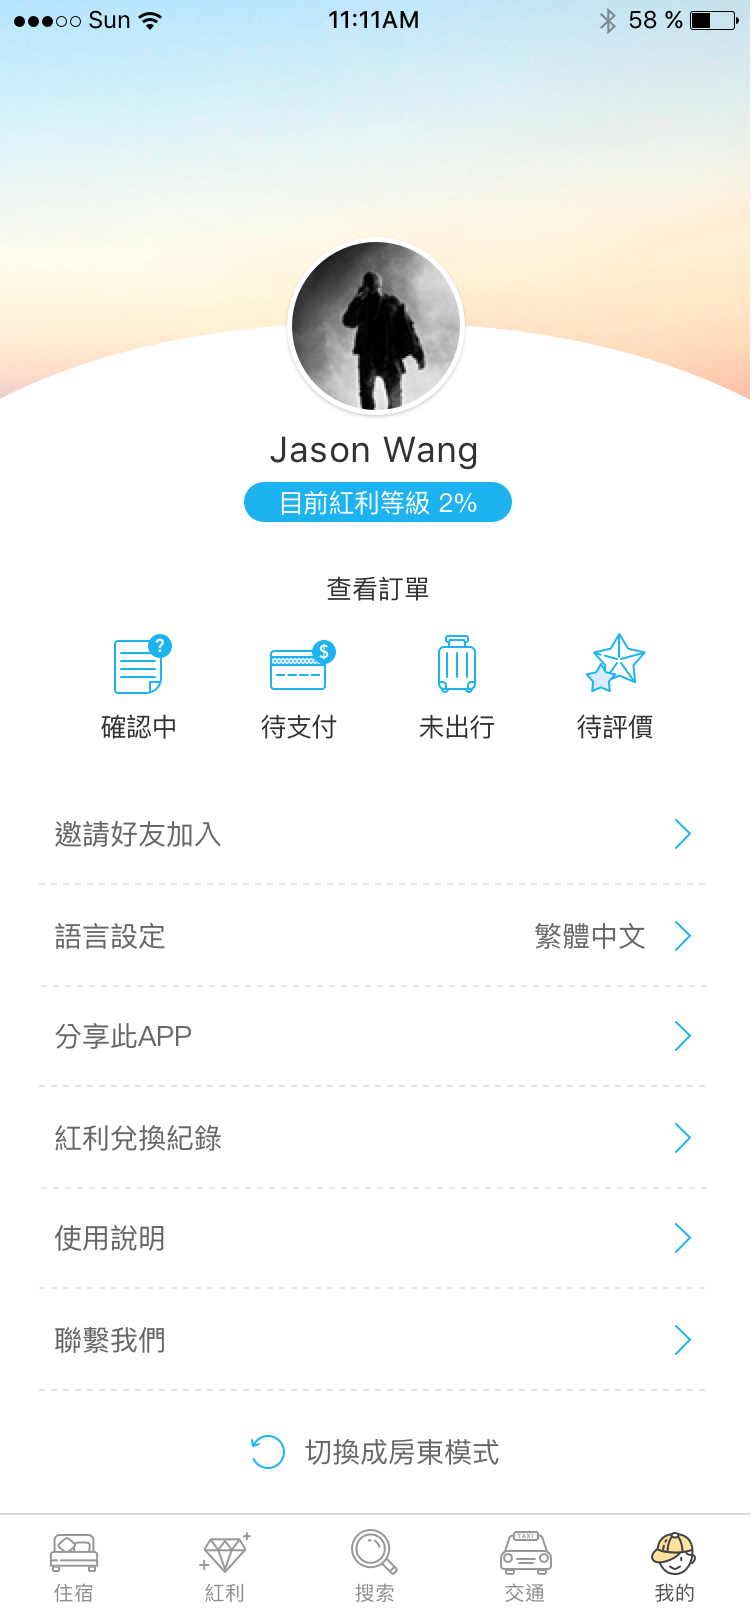 Sun 11:11AM 58 %
Jason Wang
目前紅利等級 2%
查看訂單
? $
確認中 待支付 未出行 待評價
邀請好友加入
語言設定 繁體中文
分享此APP
紅利兌換紀錄
使用說明
聯繫我們
切換成房東模式
TAXI
住宿 紅利 搜索 交通 我的